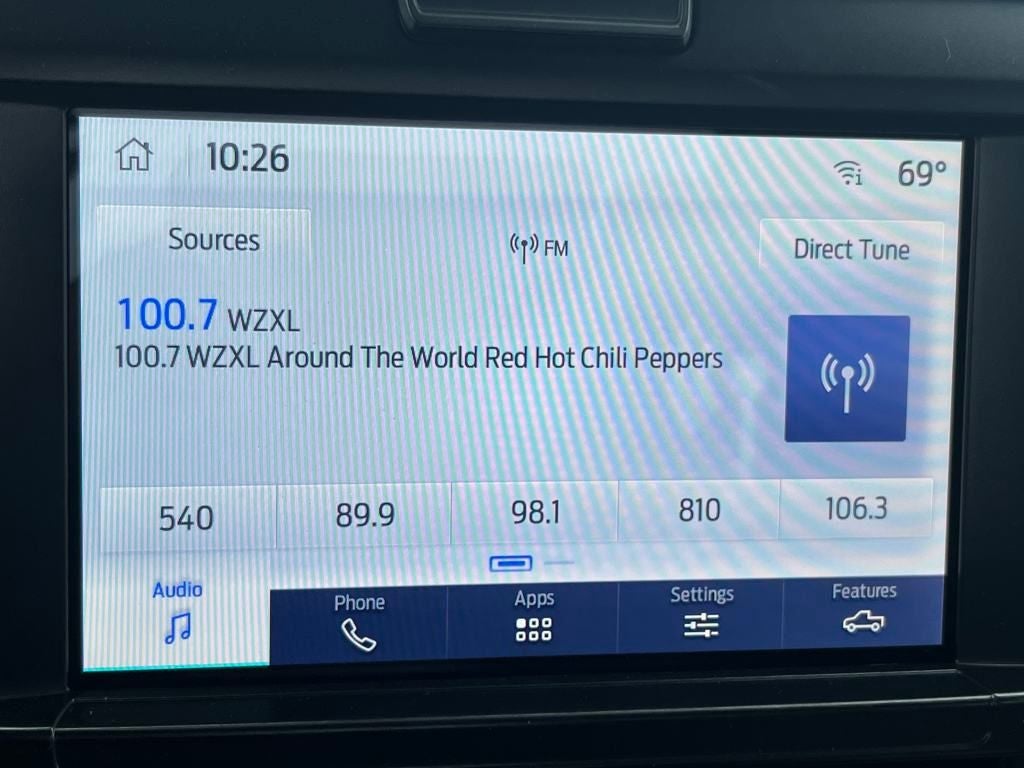 10:26
69°
Sources
FM
Direct Tune
100.7 WZXL
100.7 WZXL Around The World Red Hot Chili Peppers
540
89.9
98.1
810
106.3
Audio
Phone
Apps
Settings
Features